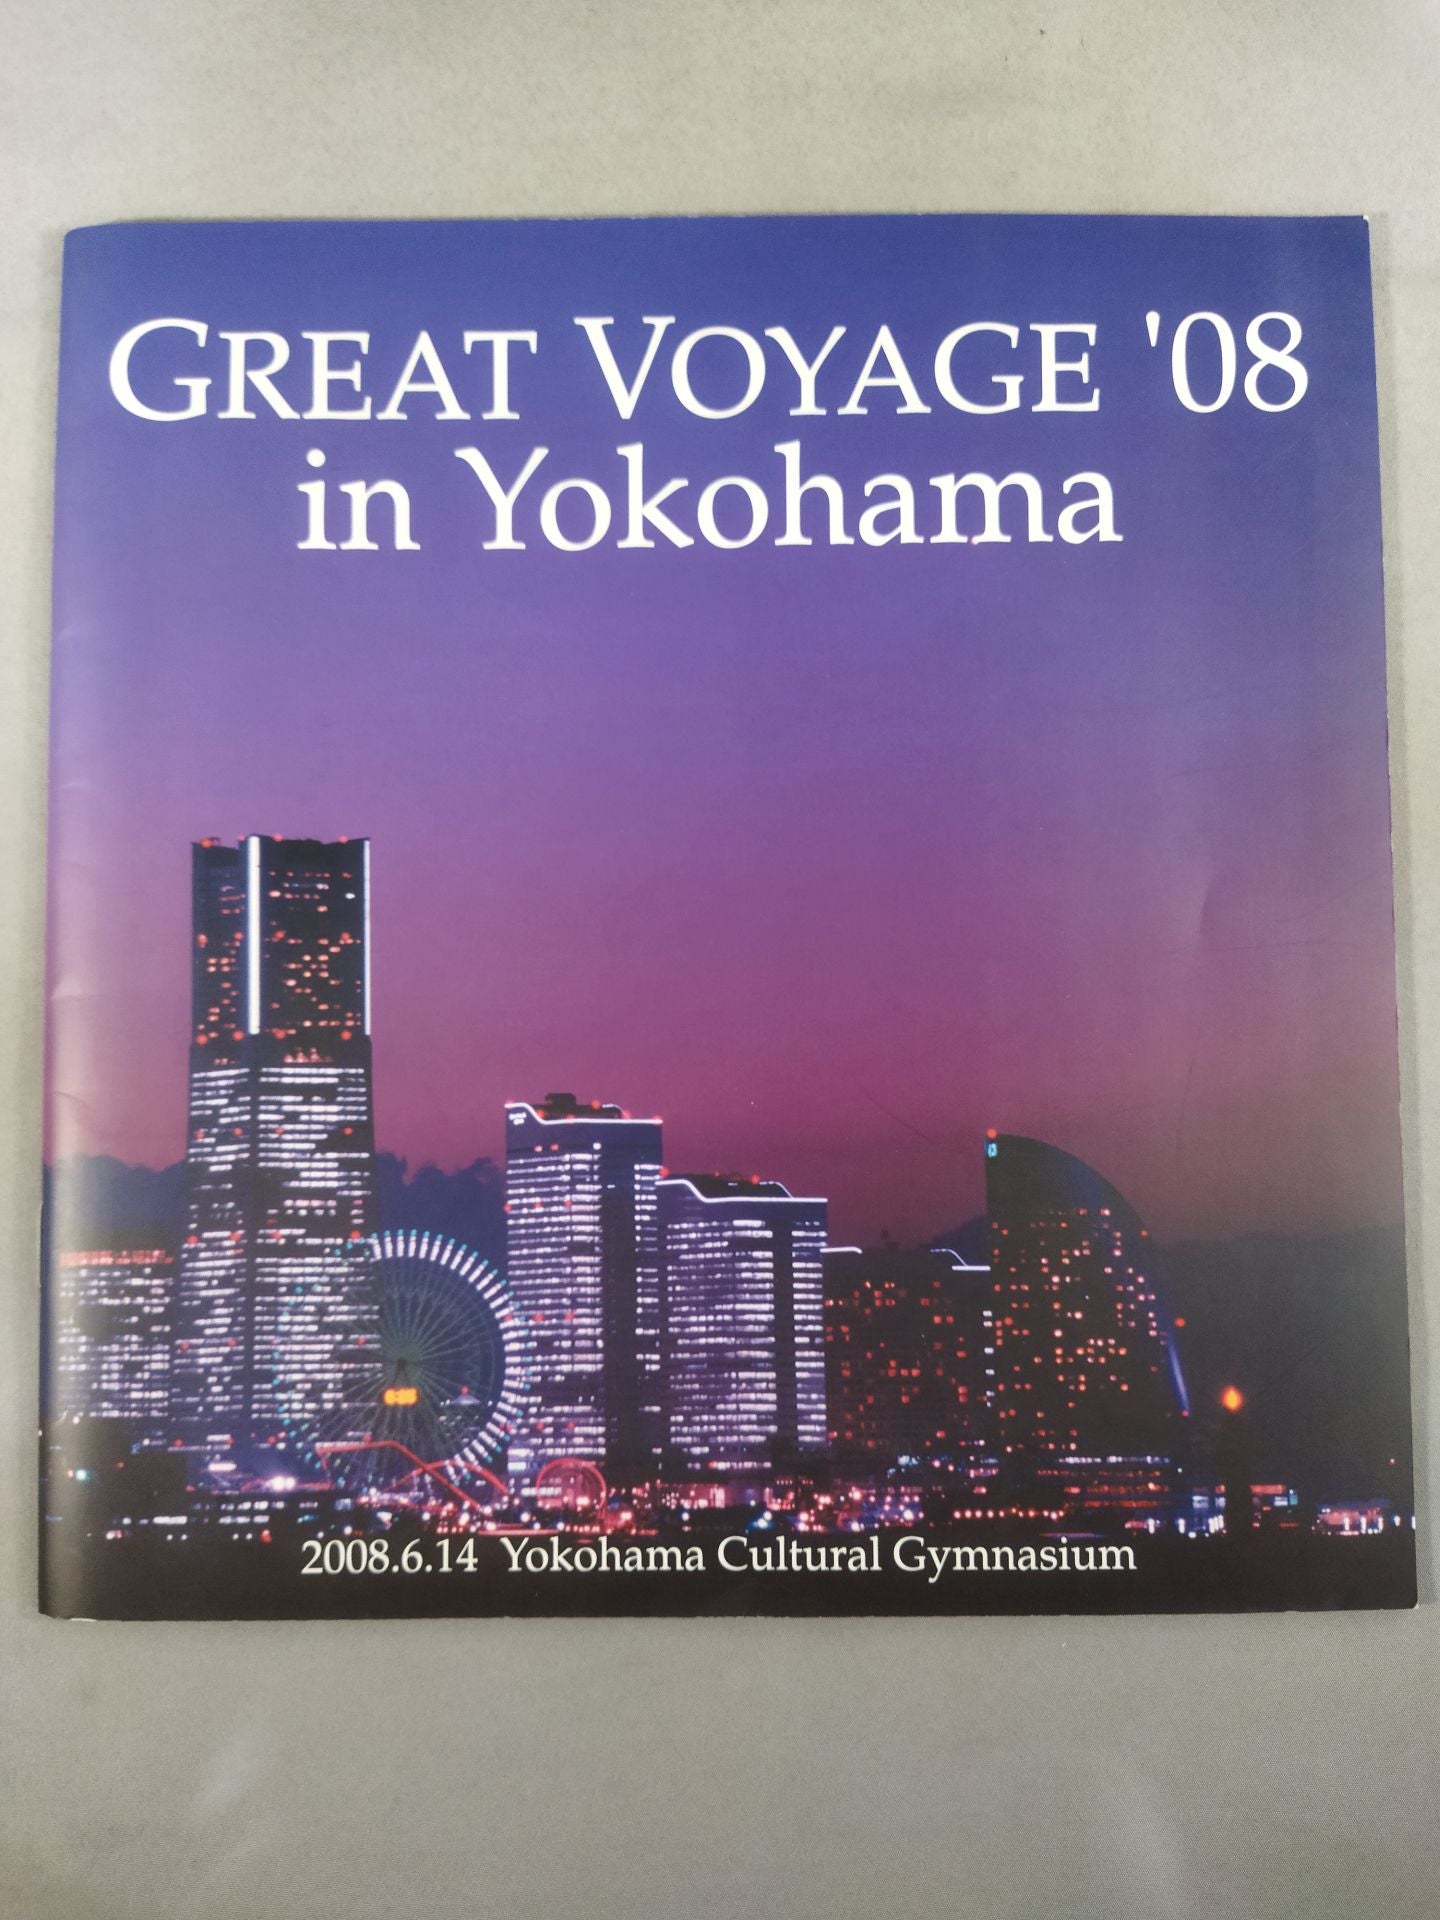 GREAT VOYAGE '08
in Yokohama
2008.6.14 Yokohama Cultural Gymnasium